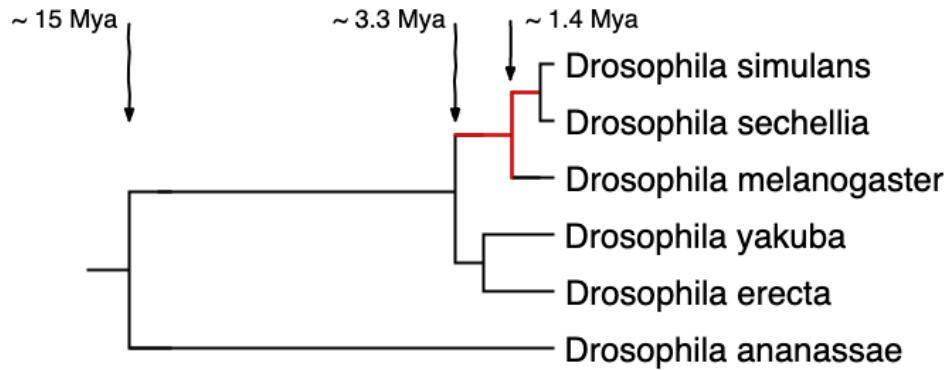 ~ 15 Mya
~ 3.3 Mya
~ 1.4 Mya
Drosophila simulans
Drosophila sechellia
Drosophila melanogaster
Drosophila yakuba
Drosophila erecta
Drosophila ananassae